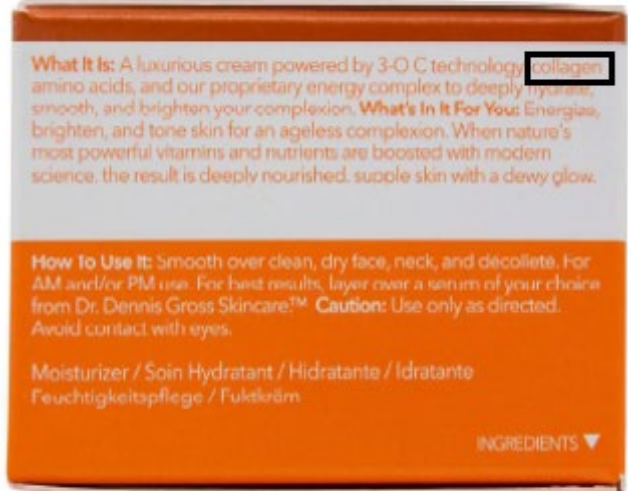 What It Is: A luxurious cream powered by 3-O C technology, collagen
amino acids, and our proprietary energy complex to deeply hydrate,
smooth, and brighten your complexion. What's In It For You: Energize,
brighten, and tone skin for an ageless complexion. When nature's
most powerful vitamins and nutrients are boosted with modern
science, the result is deeply nourished, supple skin with a dewy glow.
How To Use It: Smooth over clean, dry face, neck, and décolleté. For
AM and/or PM use. For best results, layer over a serum of your choice
from Dr. Dennis Gross Skincare.™ Caution: Use only as directed.
Avoid contact with eyes.
Moisturizer / Soin Hydratant / Hidratante / Idratante
Feuchtigkeitspflege / Fuktkräm
INGREDIENTS ▼